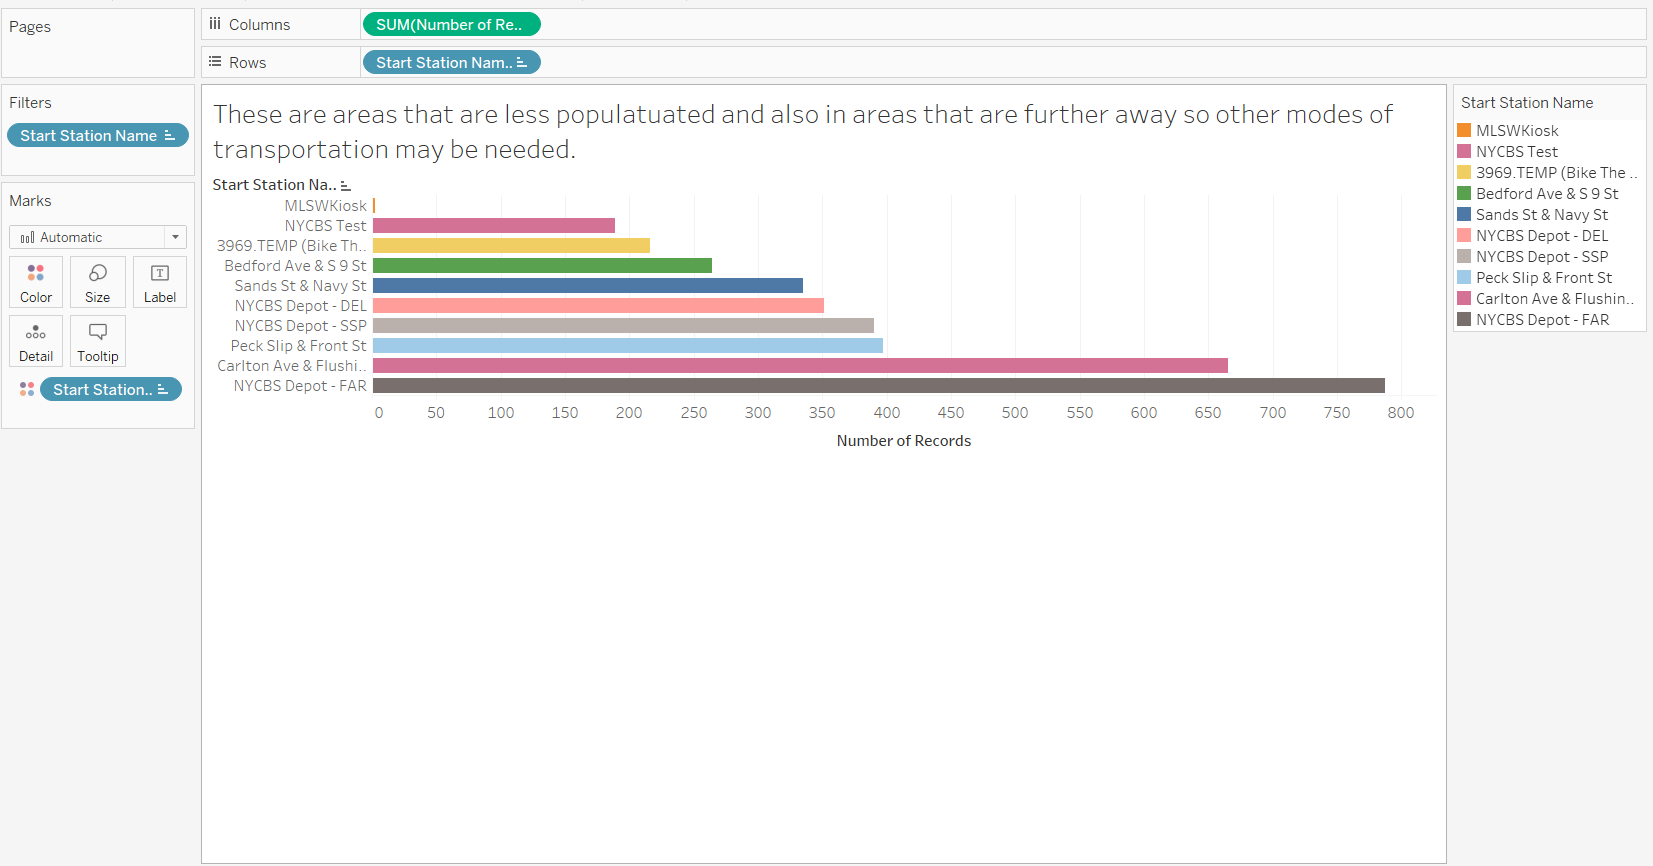 Pages
Columns
SUM(Number of Re..
Rows
Start Station Nam..
Filters
Start Station Name
Marks
Automatic
Color
Size
Label
Detail
Tooltip
Start Station..
These are areas that are less populatuated and also in areas that are further away so other modes of
transportation may be needed.
Start Station Na..
MLSWKiosk
NYCBS Test
3969.TEMP (Bike Th..
Bedford Ave & S 9 St
Sands St & Navy St
NYCBS Depot - DEL
NYCBS Depot - SSP
Peck Slip & Front St
Carlton Ave & Flushi..
NYCBS Depot - FAR
0 50 100 150 200 250 300 350 400 450 500 550 600 650 700 750 800
Number of Records
Start Station Name
MLSWKiosk
NYCBS Test
3969.TEMP (Bike The ..
Bedford Ave & S 9 St
Sands St & Navy St
NYCBS Depot - DEL
NYCBS Depot - SSP
Peck Slip & Front St
Carlton Ave & Flushin..
NYCBS Depot - FAR